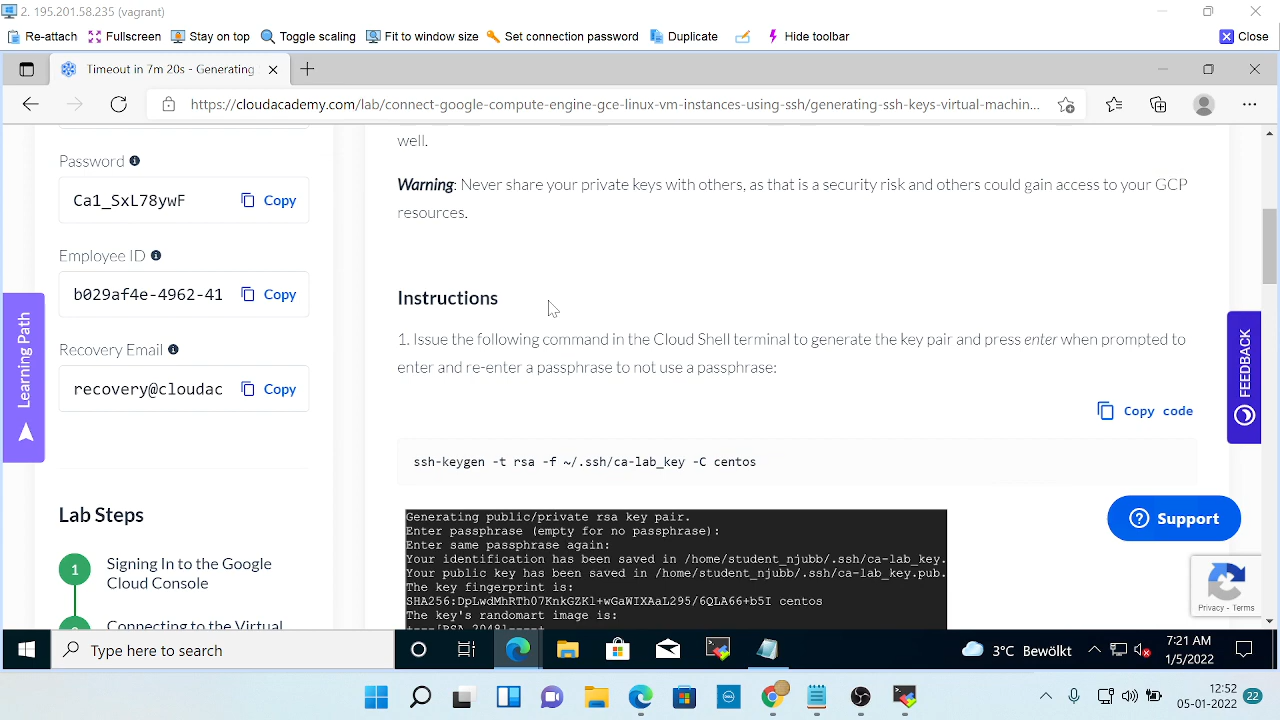 2. 195.201.58.235 (vagrant)
Re-attach Fullscreen Stay on top Toggle scaling Fit to window size Set connection password Duplicate Hide toolbar Close
Timeout in 7m 20s - Generating
https://cloudacademy.com/lab/connect-google-compute-engine-gce-linux-vm-instances-using-ssh/generating-ssh-keys-virtual-machin...
well.
Password
Ca1_SxL78ywF Copy
Warning: Never share your private keys with others, as that is a security risk and others could gain access to your GCP
resources.
Employee ID
b029af4e-4962-41 Copy
Recovery Email
recovery@cloudac Copy
Learning Path
Instructions
1. Issue the following command in the Cloud Shell terminal to generate the key pair and press enter when prompted to
enter and re-enter a passphrase to not use a passphrase:
Copy code
ssh-keygen -t rsa -f ~/.ssh/ca-lab_key -C centos
FEEDBACK
Generating public/private rsa key pair.
Enter passphrase (empty for no passphrase):
Enter same passphrase again:
Your identification has been saved in /home/student_njubb/.ssh/ca-lab_key.
Your public key has been saved in /home/student_njubb/.ssh/ca-lab_key.pub.
The key fingerprint is:
SHA256:DpLwdMhRTh07KnkGZKl+wGaWIXAaL295/6QLA66+b5I centos
The key's randomart image is:
+---[RSA 2048]----+
Support
Privacy - Terms
Lab Steps
1 Signing In to the Google
Cloud Console
Connecting to the Virtual
Type here to search
3°C Bewölkt
7:21 AM
1/5/2022
12:52
05-01-2022
22